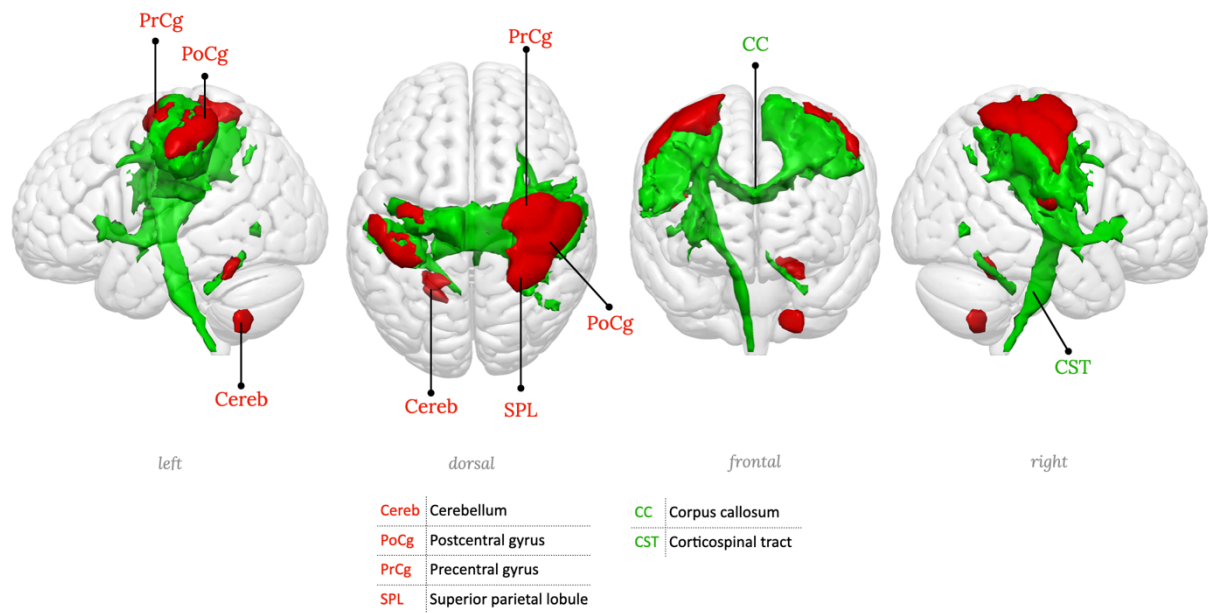 PrCg
PoCg
PrCg
CC
PoCg
Cereb
Cereb
SPL
CST
left
dorsal
frontal
right
Cereb Cerebellum
PoCg Postcentral gyrus
PrCg Precentral gyrus
SPL Superior parietal lobule
CC Corpus callosum
CST Corticospinal tract